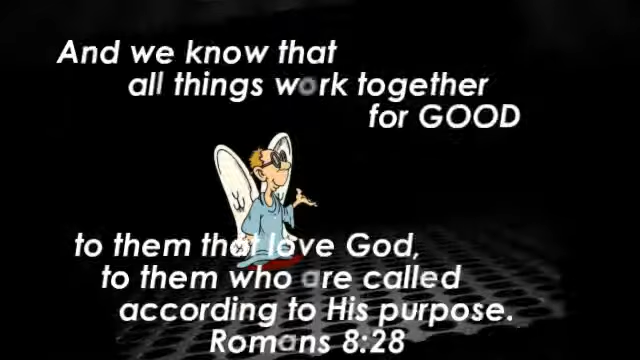 And we know that
all things work together
for GOOD
to them that love God,
to them who are called
according to His purpose.
Romans 8:28